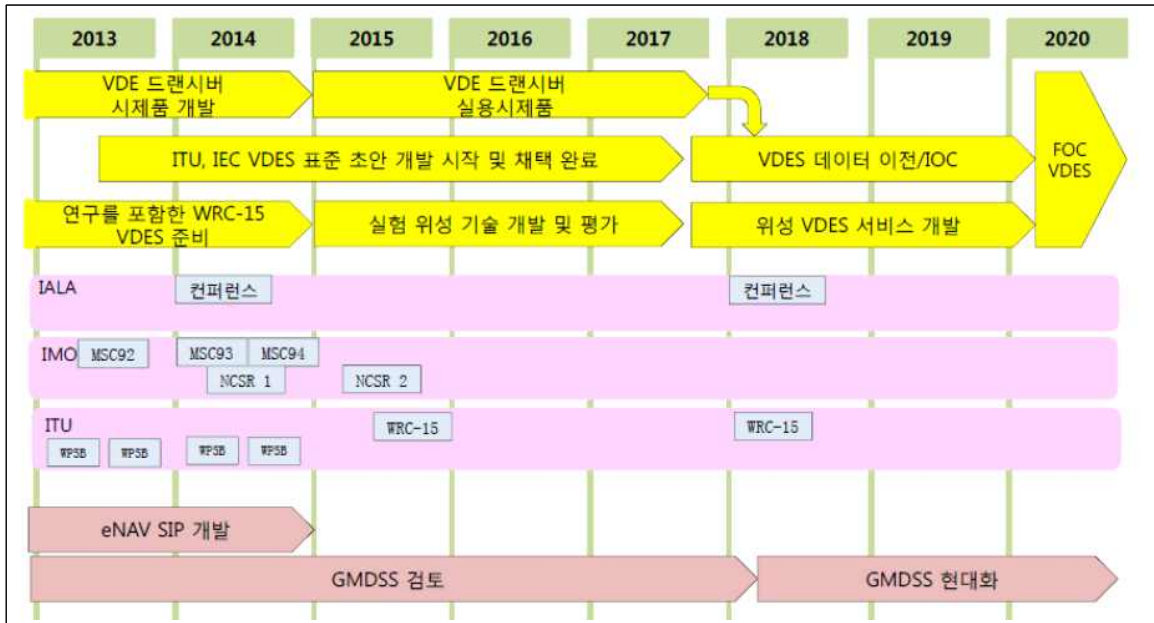 2013 2014 2015 2016 2017 2018 2019 2020
VDE 드랜시버
시제품 개발
VDE 드랜시버
실용시제품
ITU, IEC VDES 표준 초안 개발 시작 및 채택 완료
VDES 데이터 이전/IOC
FOC
VDES
연구를 포함한 WRC-15
VDES 준비
실험 위성 기술 개발 및 평가
위성 VDES 서비스 개발
IALA
컨퍼런스
컨퍼런스
IMO
MSC92
MSC93
MSC94
NCSR 1
NCSR 2
ITU
WRC-15
WRC-15
WP5B
WP5B
WP5B
WP5B
eNAV SIP 개발
GMDSS 검토
GMDSS 현대화